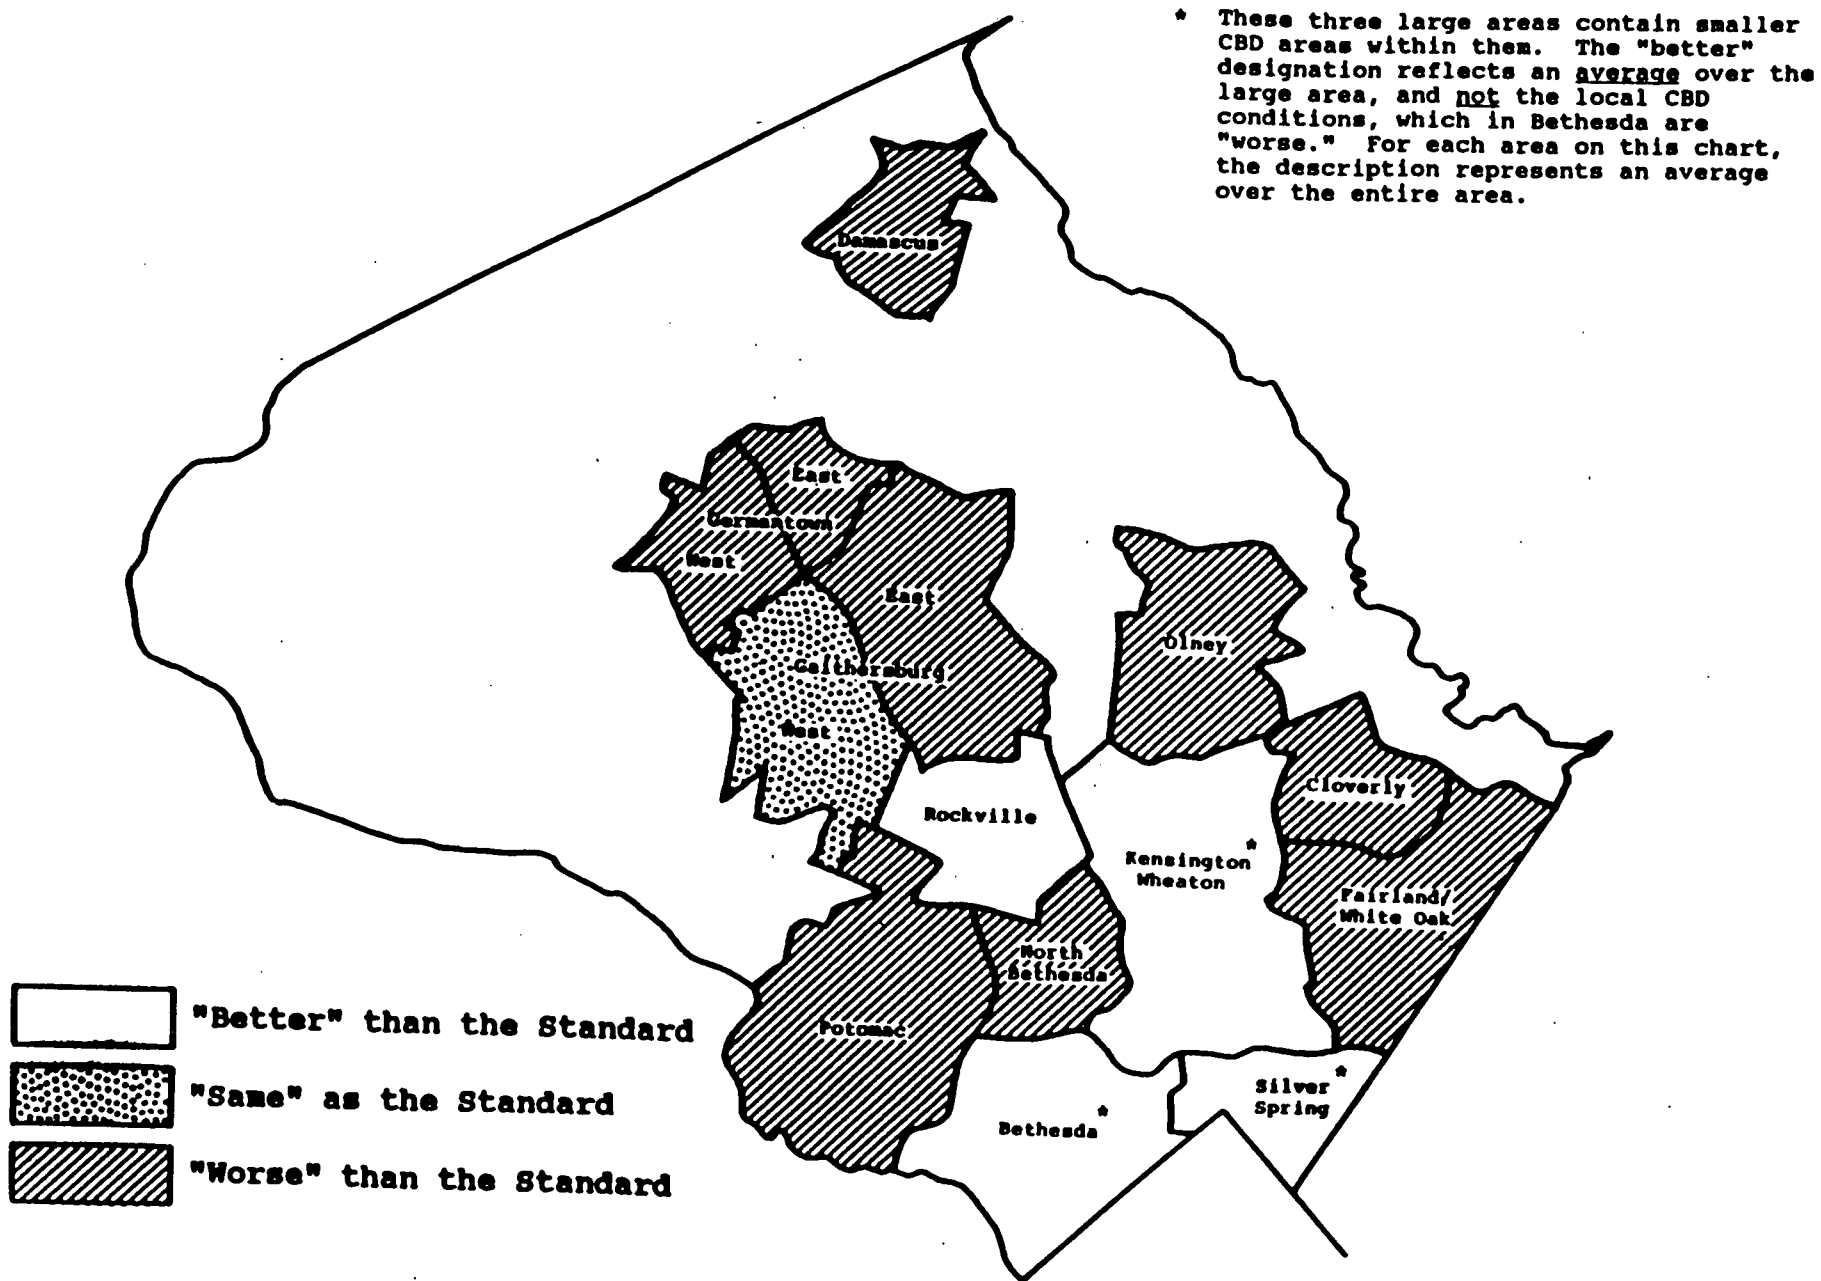 * These three large areas contain smaller
CBD areas within them. The "better"
designation reflects an average over the
large area, and not the local CBD
conditions, which in Bethesda are
"worse." For each area on this chart,
the description represents an average
over the entire area.
Damascus
East
Germantown
West
East
Olney
Gaithersburg
West
Cloverly
Rockville
Kensington *
Wheaton
Fairland/
White Oak
North
Bethesda
"Better" than the Standard
Potomac
"Same" as the Standard
Silver *
Spring
Bethesda *
"Worse" than the Standard